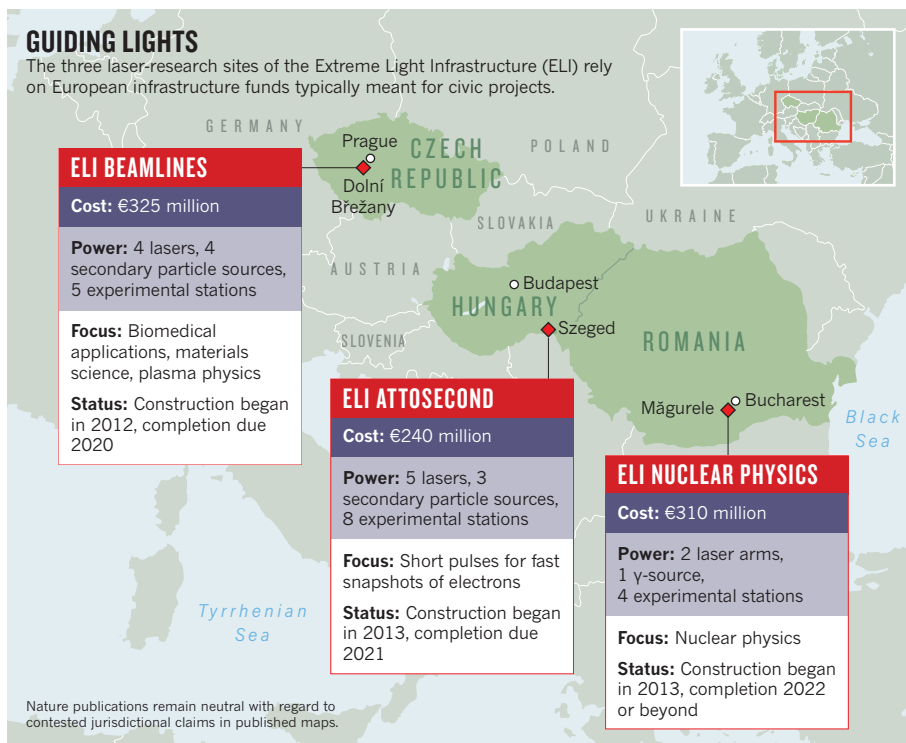 GUIDING LIGHTS
The three laser-research sites of the Extreme Light Infrastructure (ELI) rely
on European infrastructure funds typically meant for civic projects.
GERMANY
Prague
CZECH
REPUBLIC
POLAND
Dolní
Břežany
SLOVAKIA
UKRAINE
AUSTRIA
Budapest
HUNGARY
Szeged
SLOVENIA
ROMANIA
Măgurele
Bucharest
Black
Sea
Tyrrhenian
Sea
ELI BEAMLINES
Cost: €325 million
Power: 4 lasers, 4
secondary particle sources,
5 experimental stations
Focus: Biomedical
applications, materials
science, plasma physics
Status: Construction began
in 2012, completion due
2020
ELI ATTOSECOND
Cost: €240 million
Power: 5 lasers, 3
secondary particle sources,
8 experimental stations
Focus: Short pulses for fast
snapshots of electrons
Status: Construction began
in 2013, completion due
2021
ELI NUCLEAR PHYSICS
Cost: €310 million
Power: 2 laser arms,
1 γ-source,
4 experimental stations
Focus: Nuclear physics
Status: Construction began
in 2013, completion 2022
or beyond
Nature publications remain neutral with regard to
contested jurisdictional claims in published maps.